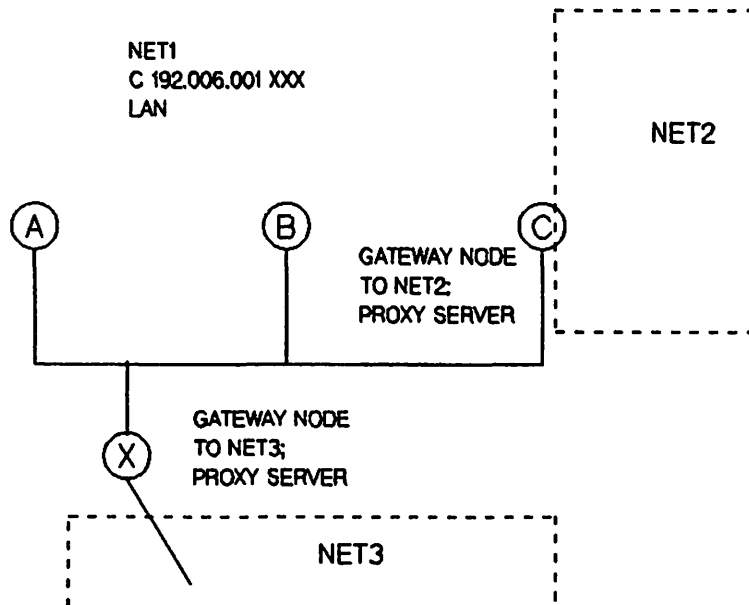 NET1
C 192.006.001 XXX
LAN
NET2
A
B
C
GATEWAY NODE
TO NET2;
PROXY SERVER
GATEWAY NODE
TO NET3;
PROXY SERVER
X
NET3